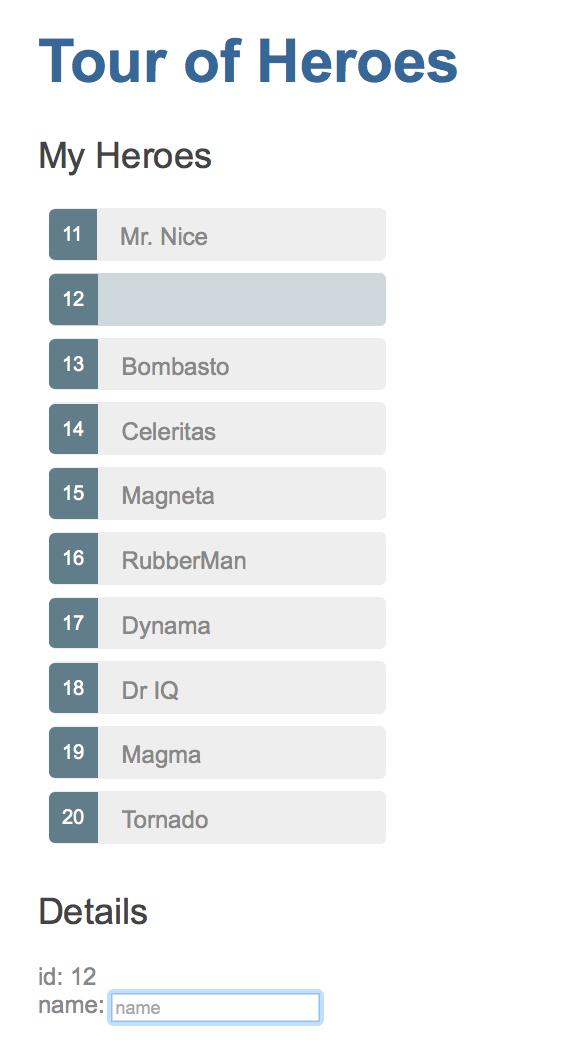 Tour of Heroes
My Heroes
11 Mr. Nice
12
13 Bombasto
14 Celeritas
15 Magneta
16 RubberMan
17 Dynama
18 Dr IQ
19 Magma
20 Tornado
Details
id: 12
name: name